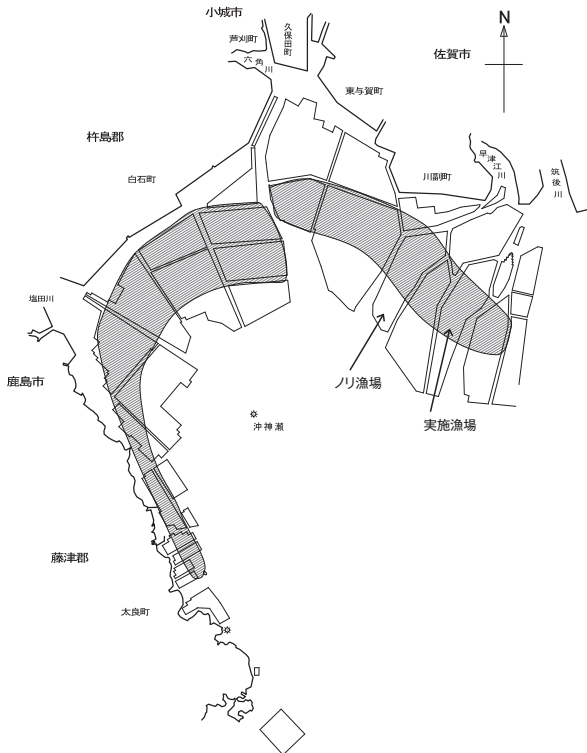 小城市
N
芦刈町
久保田町
佐賀市
六角川
東与賀町
杵島郡
早津江川
白石町
川副町
筑後川
塩田川
鹿島市
ノリ漁場
沖神瀬
実施漁場
藤津郡
太良町